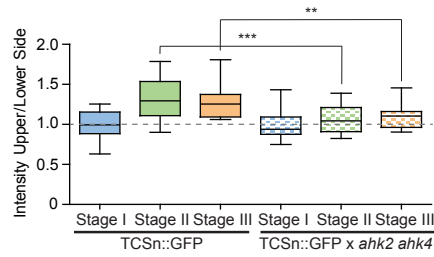 **
***
Intensity Upper/Lower Side
2.0
1.5
1.0
0.5
0
Stage I Stage II Stage III Stage I Stage II Stage III
TCSn::GFP TCSn::GFP x ahk2 ahk4